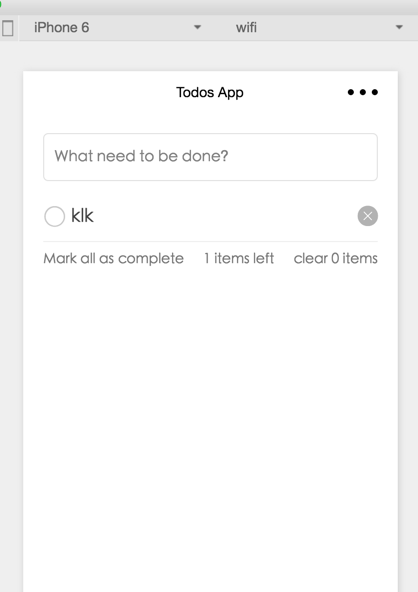 iPhone 6 wifi
Todos App
What need to be done?
klk
Mark all as complete 1 items left clear 0 items